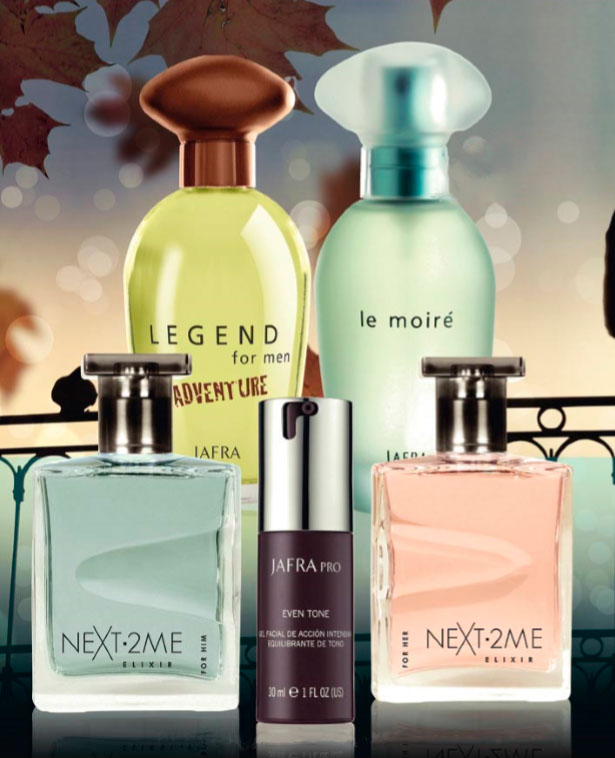 LEGEND
for men
ADVENTURE
JAFRA
le moiré
JAFRA
NEXT·2ME
ELIXIR
FOR HIM
JAFRA PRO
EVEN TONE
GEL FACIAL DE ACCIÓN INTENSIVA
EQUILIBRANTE DE TONO
30 ml ℮ 1 FL OZ (US)
FOR HER
NEXT·2ME
ELIXIR